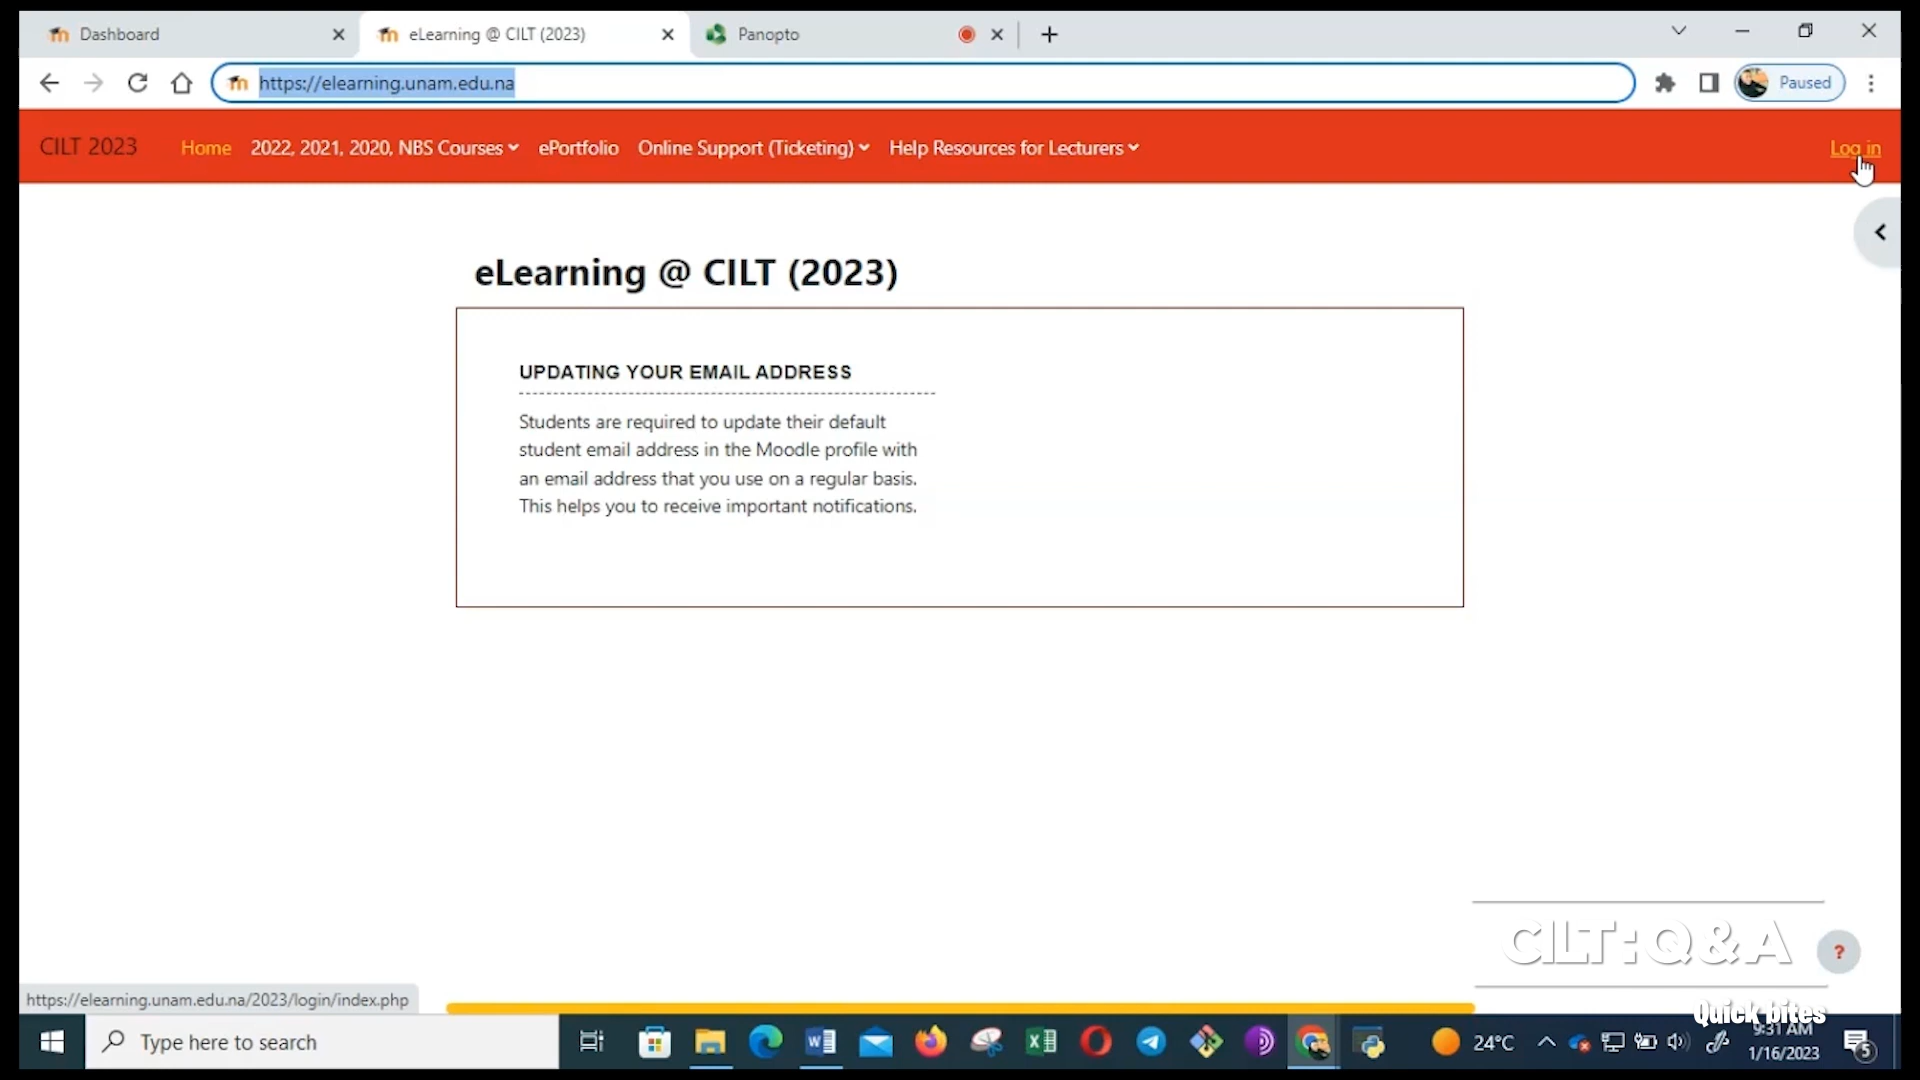 Dashboard
eLearning @ CILT (2023)
Panopto
https://elearning.unam.edu.na
Paused
CILT 2023
Home
2022, 2021, 2020, NBS Courses
ePortfolio
Online Support (Ticketing)
Help Resources for Lecturers
Log in
eLearning @ CILT (2023)
UPDATING YOUR EMAIL ADDRESS
Students are required to update their default
student email address in the Moodle profile with
an email address that you use on a regular basis.
This helps you to receive important notifications.
CILT:Q&A
?
https://elearning.unam.edu.na/2023/login/index.php
Quick bites
Type here to search
24°C
9:31 AM
1/16/2023
5